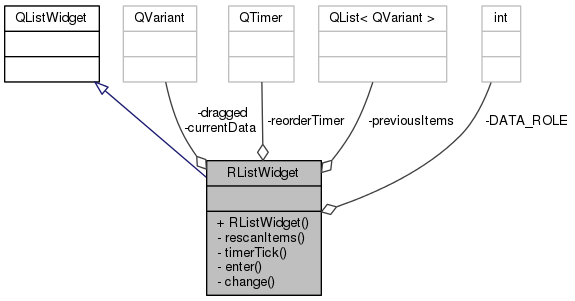 QListWidget
QVariant
QTimer
QList< QVariant >
int
-dragged
-currentData
-reorderTimer
-previousItems
-DATA_ROLE
RListWidget
+ RListWidget()
- rescanItems()
- timerTick()
- enter()
- change()